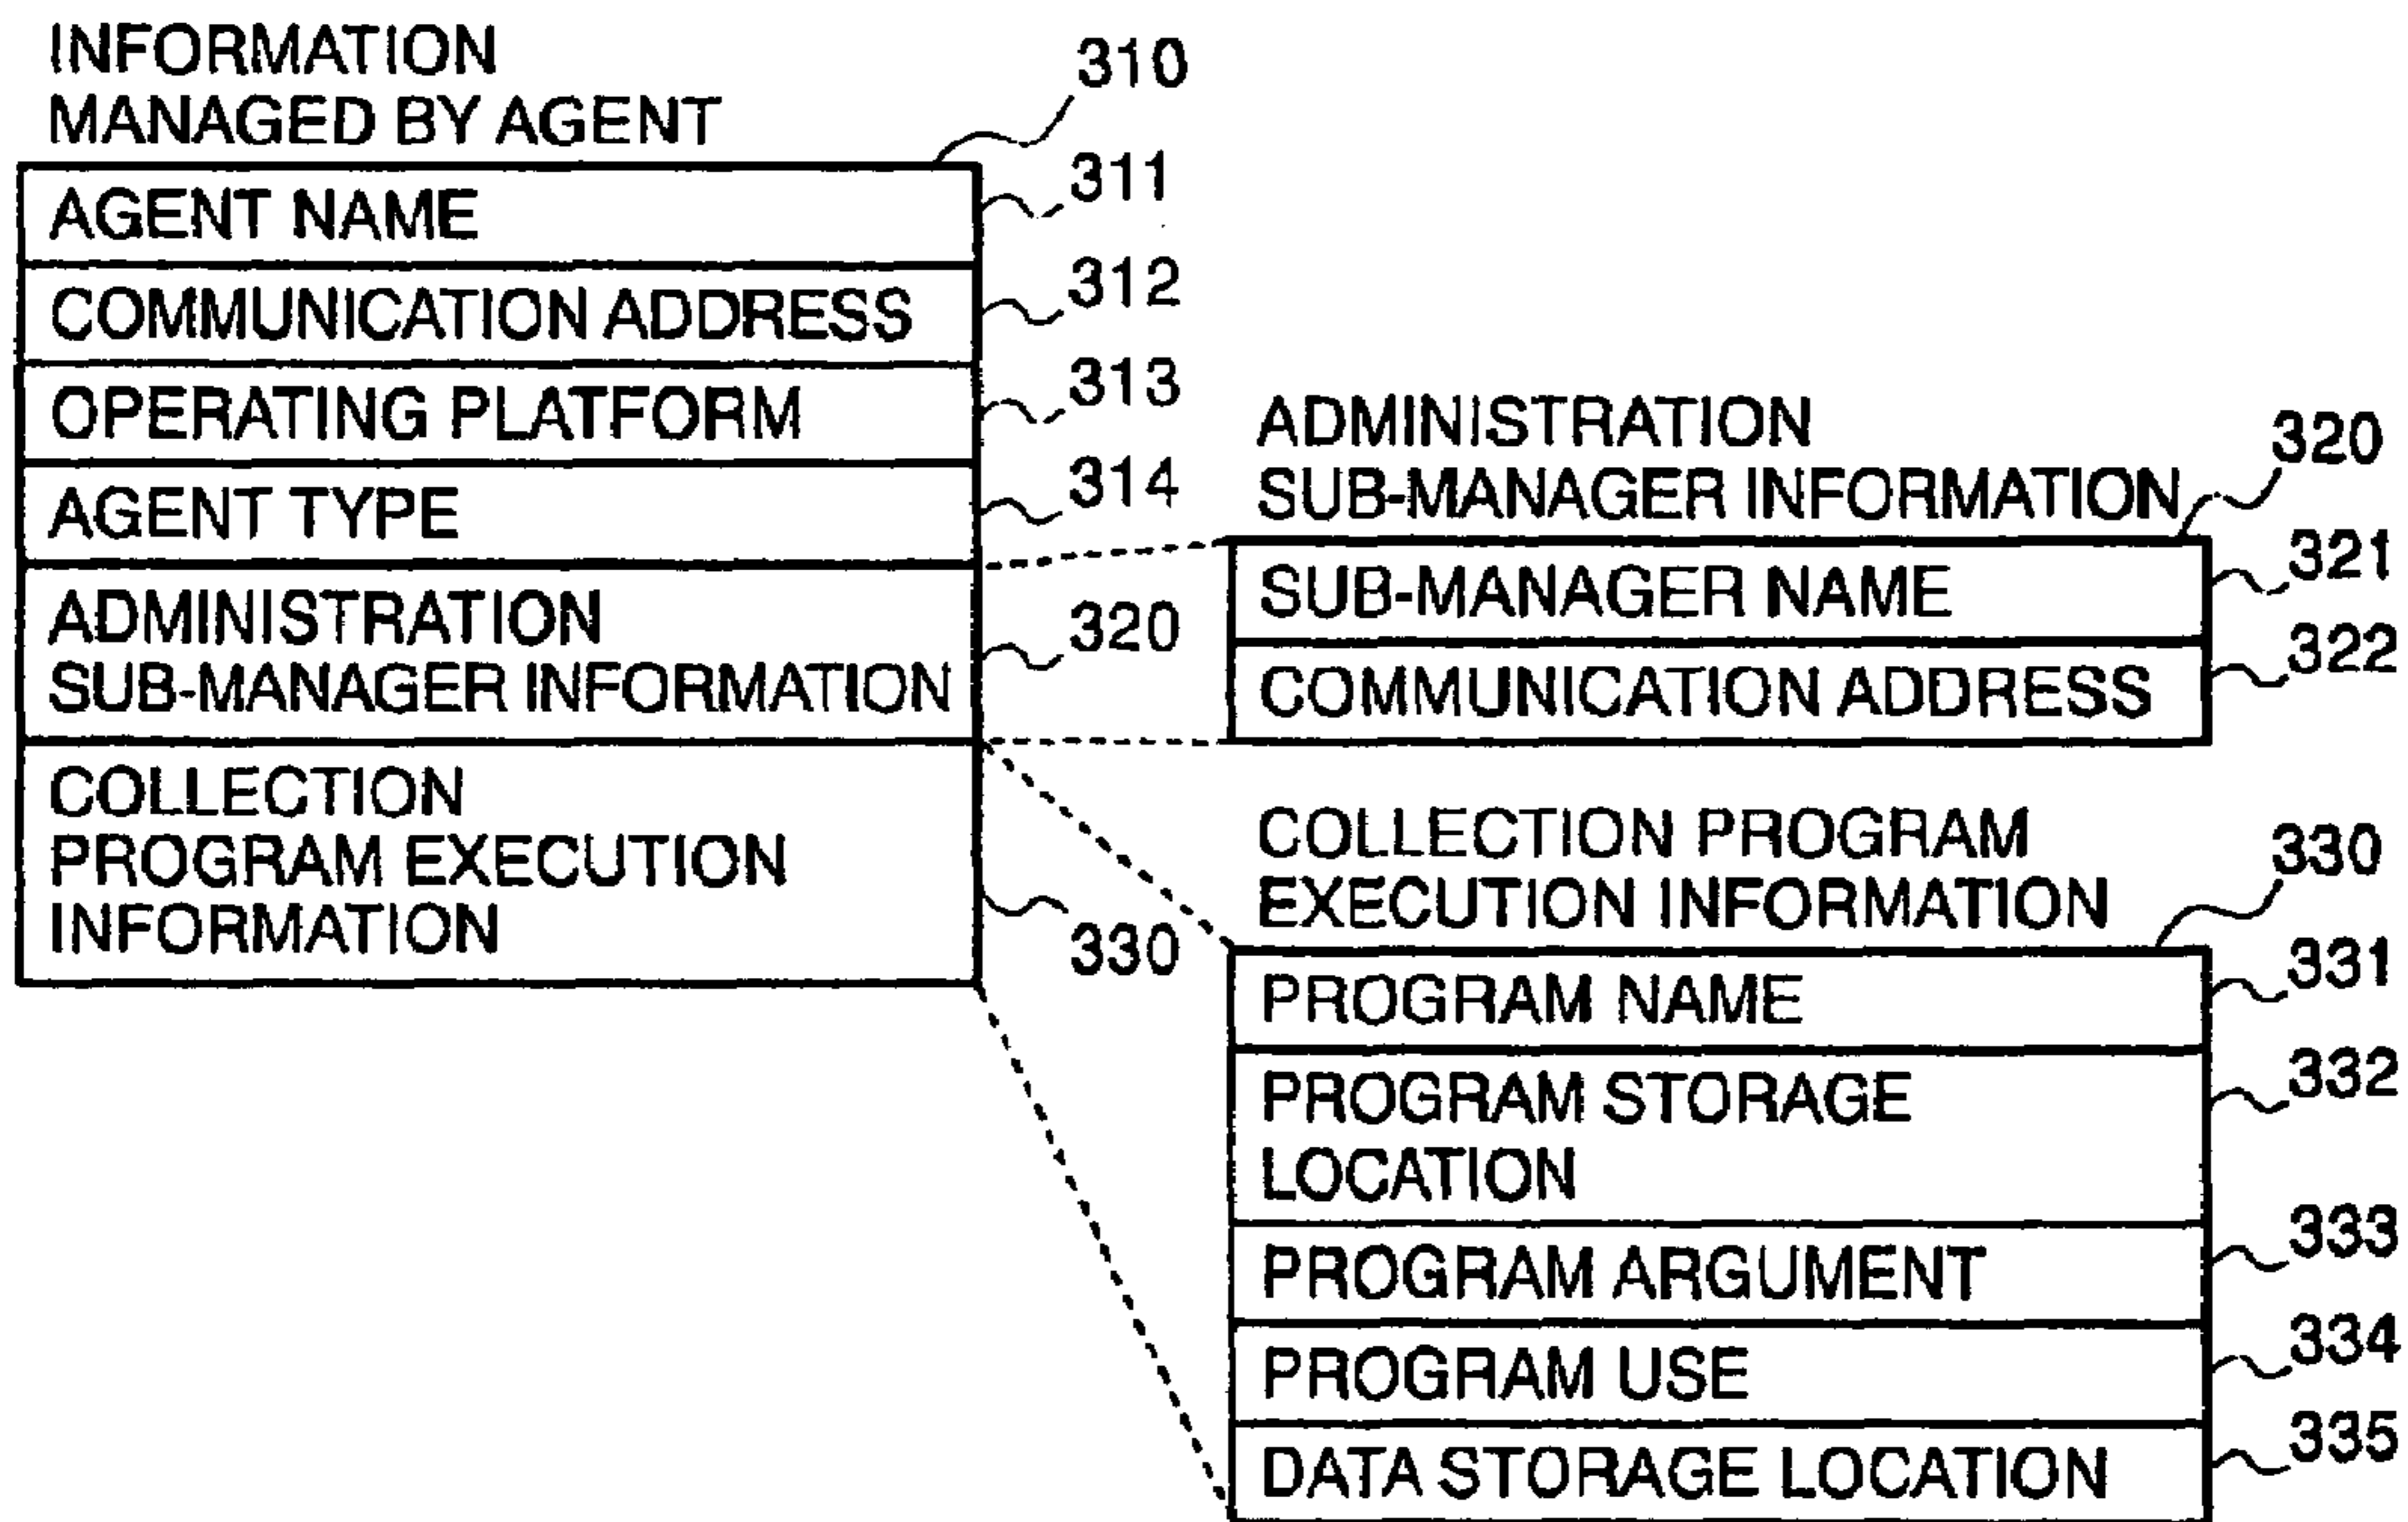 INFORMATION
MANAGED BY AGENT
310
AGENT NAME
311
COMMUNICATION ADDRESS
312
OPERATING PLATFORM
313
AGENT TYPE
314
ADMINISTRATION
SUB-MANAGER INFORMATION
320
COLLECTION
PROGRAM EXECUTION
INFORMATION
330
ADMINISTRATION
SUB-MANAGER INFORMATION
320
SUB-MANAGER NAME
321
COMMUNICATION ADDRESS
322
COLLECTION PROGRAM
EXECUTION INFORMATION
330
PROGRAM NAME
331
PROGRAM STORAGE
LOCATION
332
PROGRAM ARGUMENT
333
PROGRAM USE
334
DATA STORAGE LOCATION
335